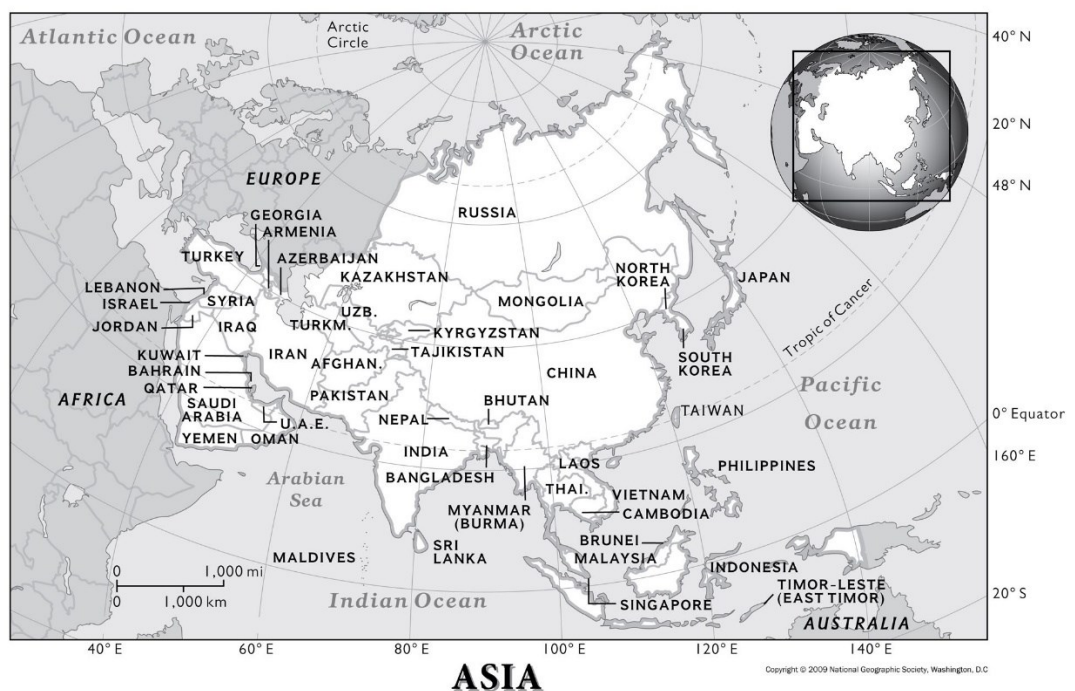 Atlantic Ocean
Arctic
Circle
Arctic
Ocean
40° N
20° N
48° N
EUROPE
RUSSIA
GEORGIA
ARMENIA
TURKEY
AZERBAIJAN
KAZAKHSTAN
NORTH
KOREA
JAPAN
LEBANON
ISRAEL
SYRIA
MONGOLIA
UZB.
JORDAN
IRAQ
TURKM.
KYRGYZSTAN
Tropic of Cancer
KUWAIT
IRAN
TAJIKISTAN
SOUTH
KOREA
BAHRAIN
AFGHAN.
CHINA
QATAR
AFRICA
SAUDI
ARABIA
PAKISTAN
BHUTAN
Pacific
Ocean
U.A.E.
NEPAL
TAIWAN
0° Equator
YEMEN
OMAN
INDIA
160° E
LAOS
PHILIPPINES
Arabian
Sea
BANGLADESH
THAI.
VIETNAM
MYANMAR
(BURMA)
CAMBODIA
BRUNEI
MALDIVES
SRI
LANKA
MALAYSIA
INDONESIA
0
1,000 mi
0
1,000 km
TIMOR-LESTE
(EAST TIMOR)
Indian Ocean
SINGAPORE
20° S
AUSTRALIA
40° E
60° E
80° E
100° E
120° E
140° E
ASIA
Copyright © 2009 National Geographic Society, Washington, D.C